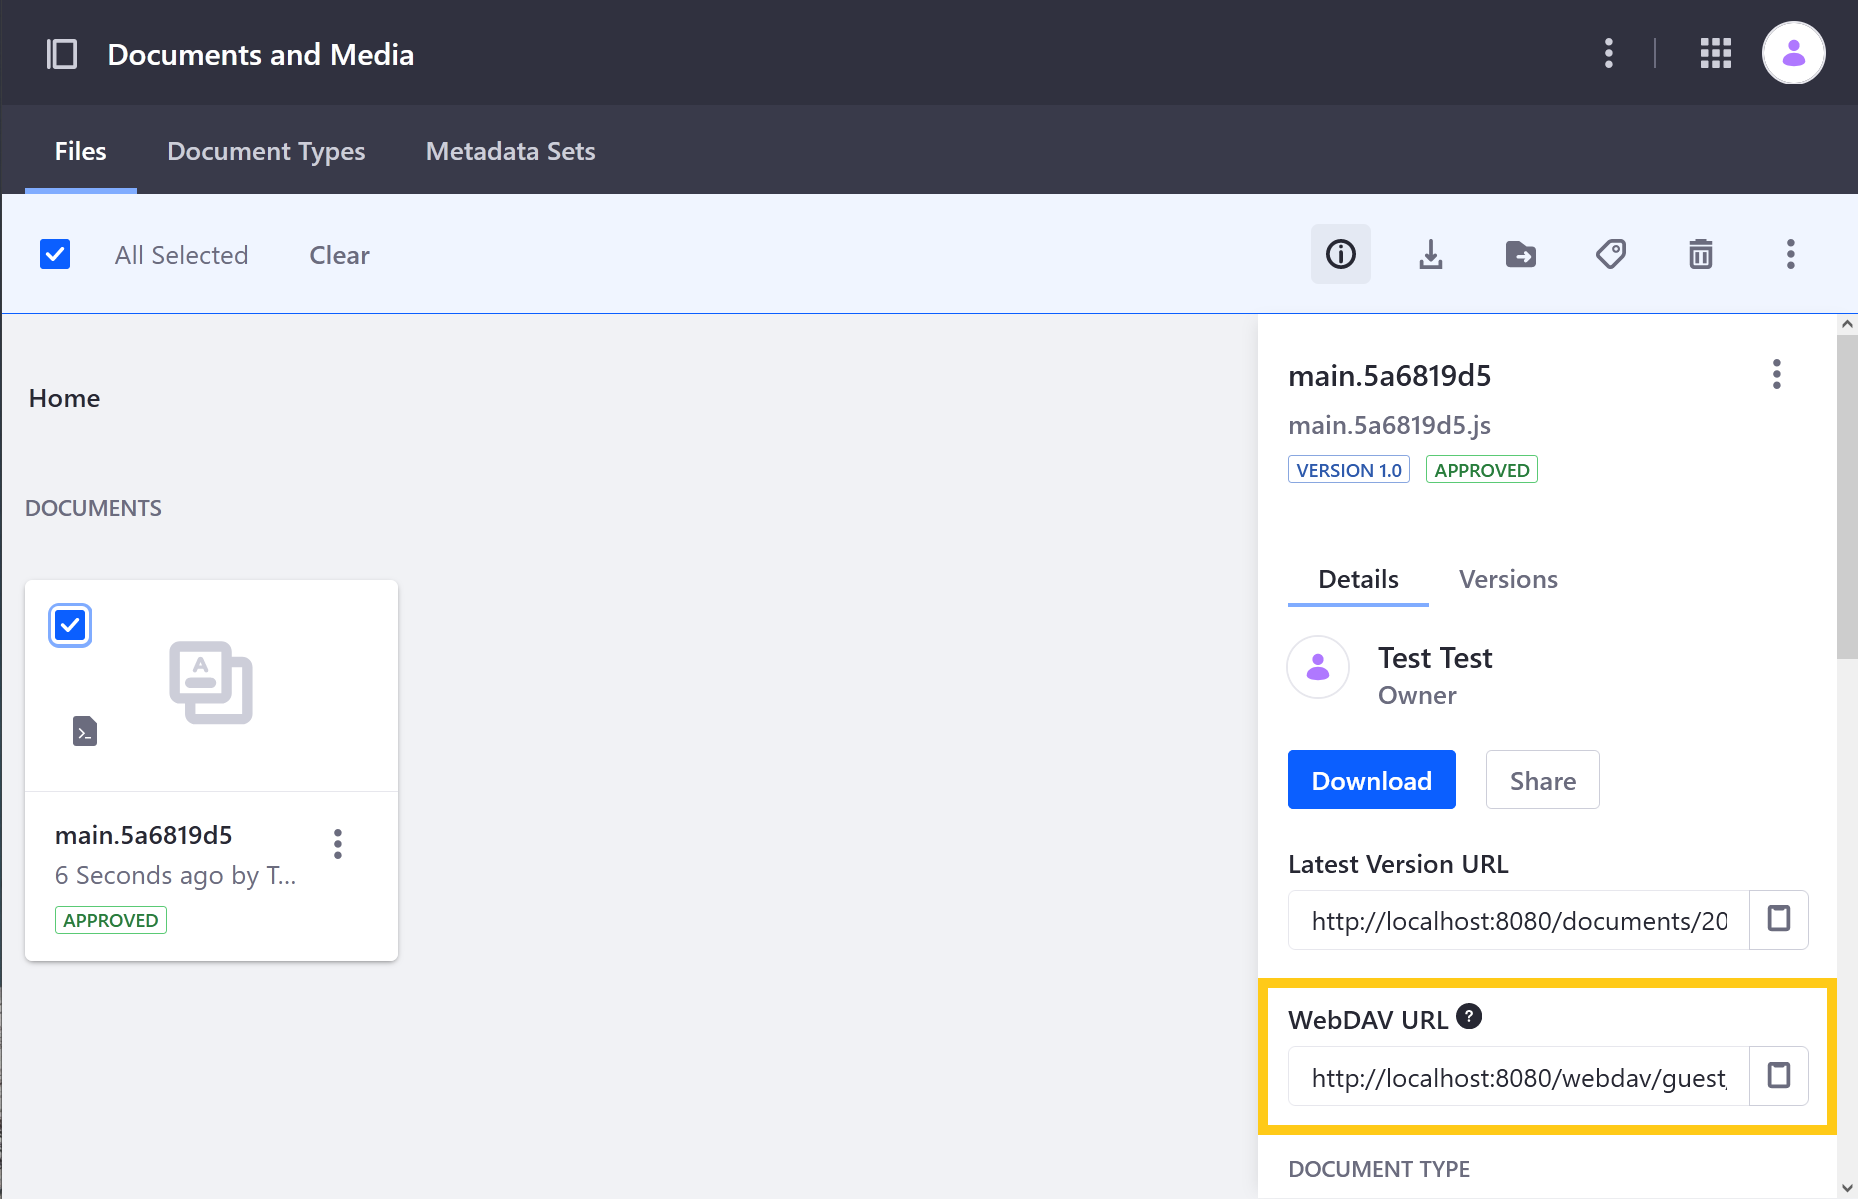 Documents and Media
Files Document Types Metadata Sets
All Selected Clear
Home
DOCUMENTS
main.5a6819d5
6 Seconds ago by T...
APPROVED
main.5a6819d5
main.5a6819d5.js
VERSION 1.0 APPROVED
Details Versions
Test Test
Owner
Download Share
Latest Version URL
http://localhost:8080/documents/20
WebDAV URL ?
http://localhost:8080/webdav/guest
DOCUMENT TYPE